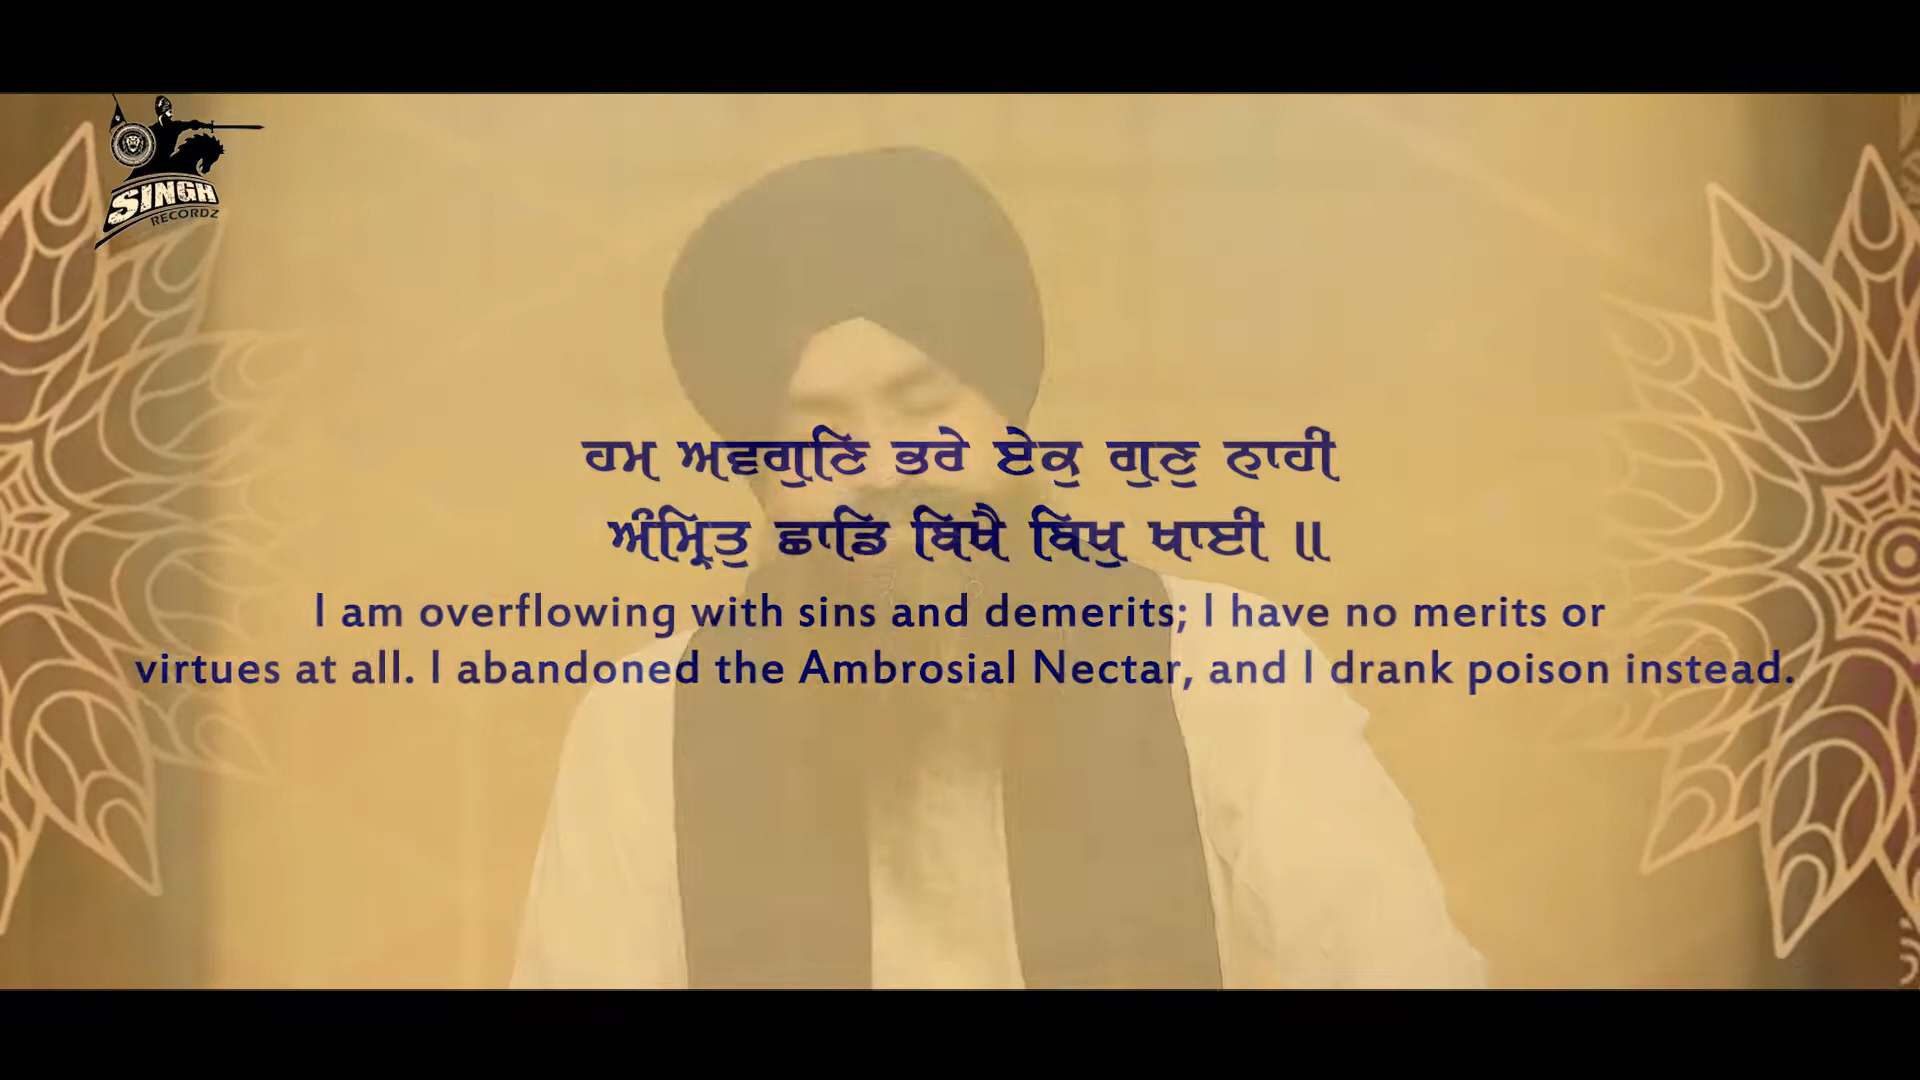 SINGH
RECORDZ
ਹਮ ਅਵਗੁਣਿ ਭਰੇ ਏਕੁ ਗੁਣੁ ਨਾਹੀ
ਅੰਮ੍ਰਿਤੁ ਛਾਡਿ ਬਿਖੈ ਬਿਖੁ ਖਾਈ ॥
I am overflowing with sins and demerits; I have no merits or
virtues at all. I abandoned the Ambrosial Nectar, and I drank poison instead.